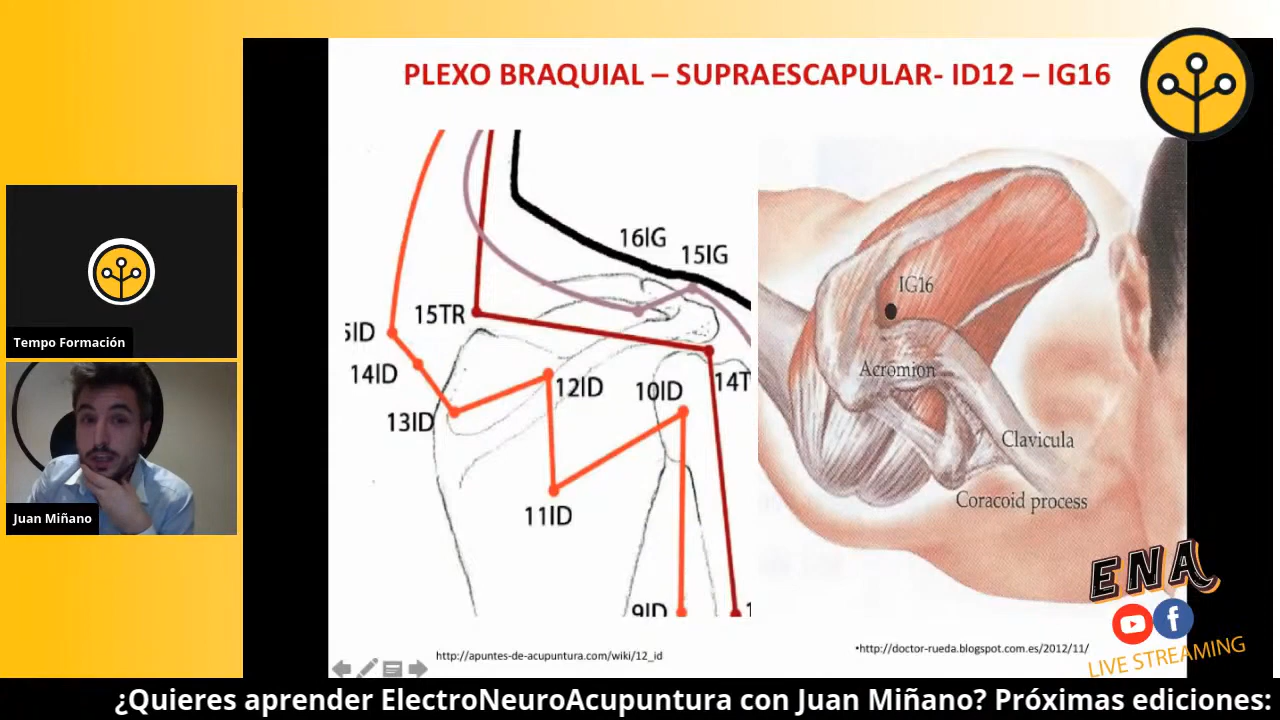 PLEXO BRAQUIAL – SUPRAESCAPULAR- ID12 – IG16
16IG
15IG
15TR
14ID
12ID
10ID
13ID
11ID
9ID
IG16
Acromion
Clavicula
Coracoid process
http://apuntes-de-acupuntura.com/wiki/12_id
•http://doctor-rueda.blogspot.com.es/2012/11/
Tempo Formación
Juan Miñano
ENA
LIVE STREAMING
¿Quieres aprender ElectroNeuroAcupuntura con Juan Miñano? Próximas ediciones: